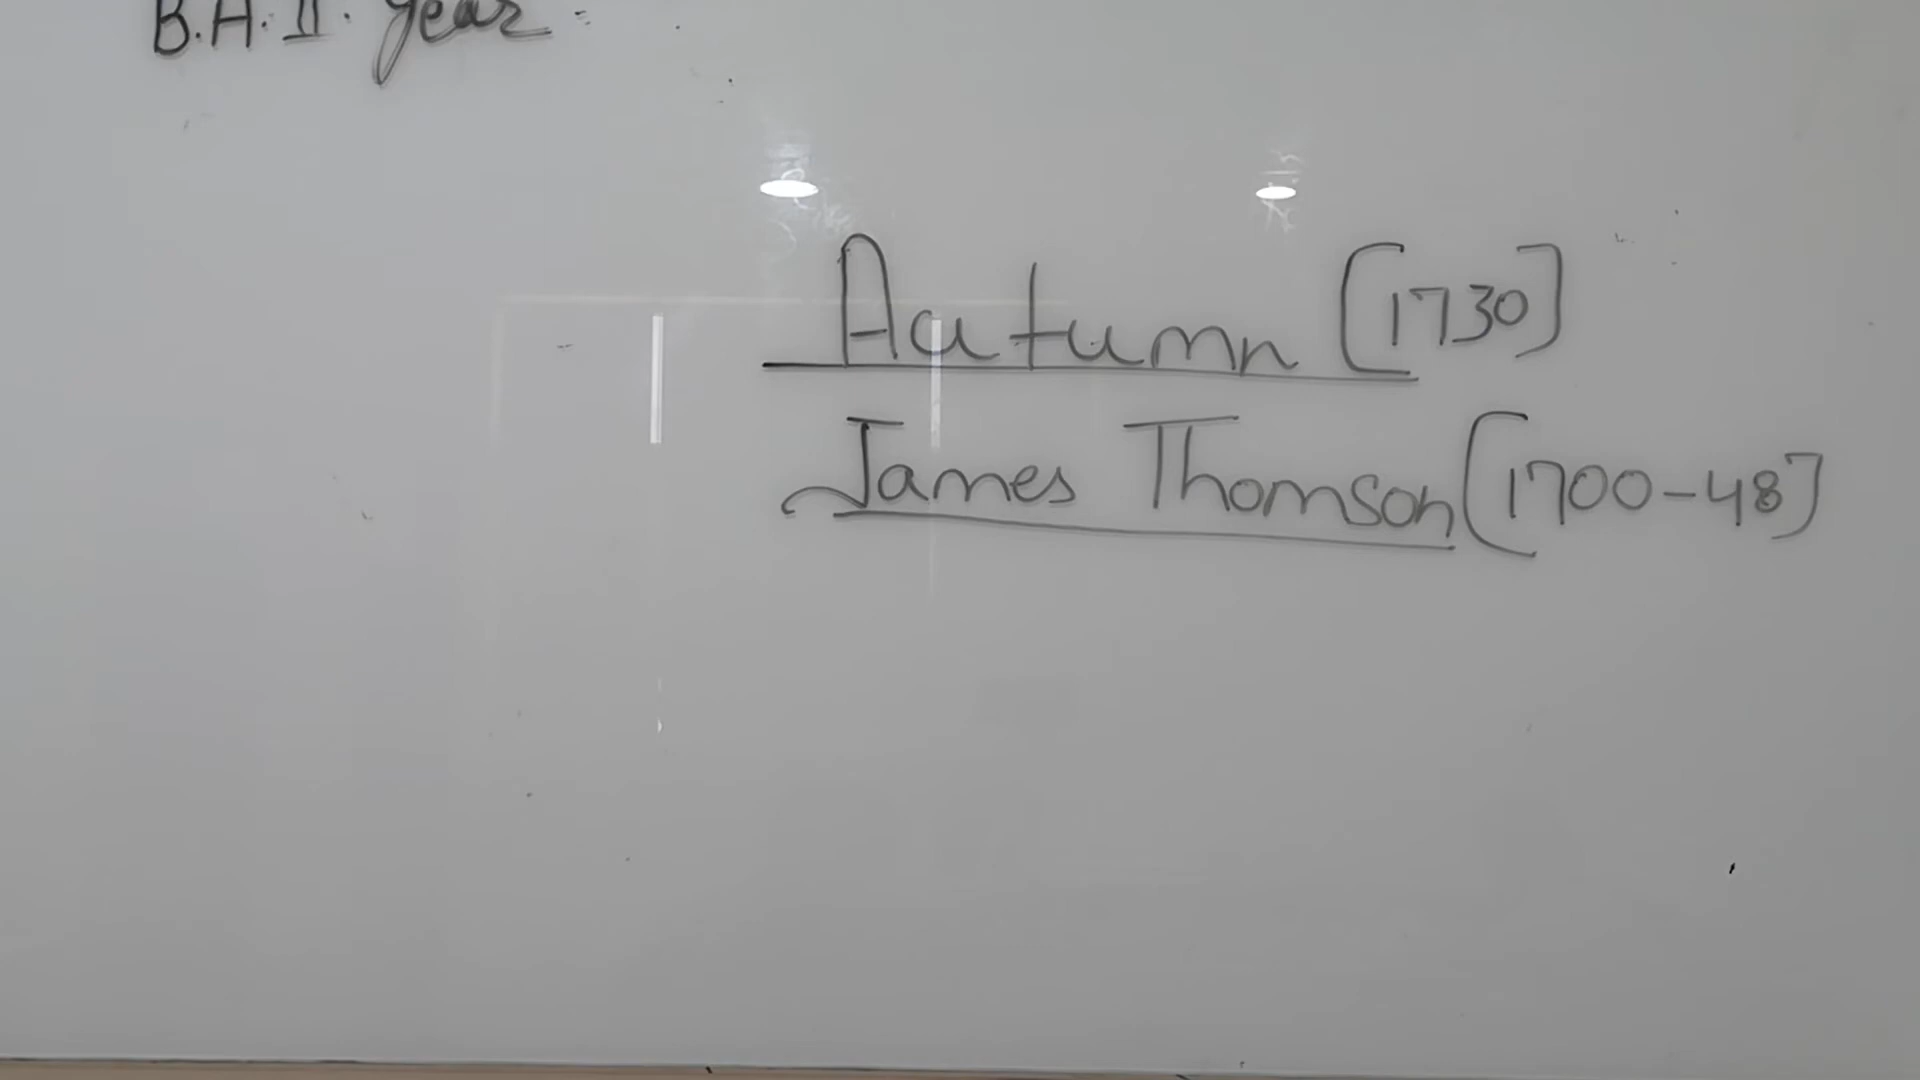 B.A. II. year
Autumn [1730]
James Thomson [1700-48]